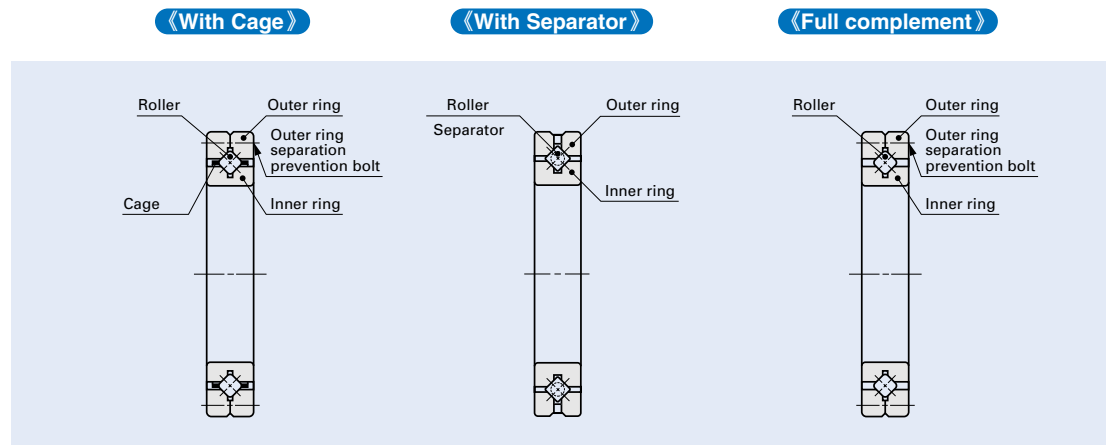 《With Cage》
《With Separator》
《Full complement》
Roller
Outer ring
Outer ring
separation
prevention bolt
Cage
Inner ring
Roller
Separator
Outer ring
Inner ring
Roller
Outer ring
Outer ring
separation
prevention bolt
Inner ring